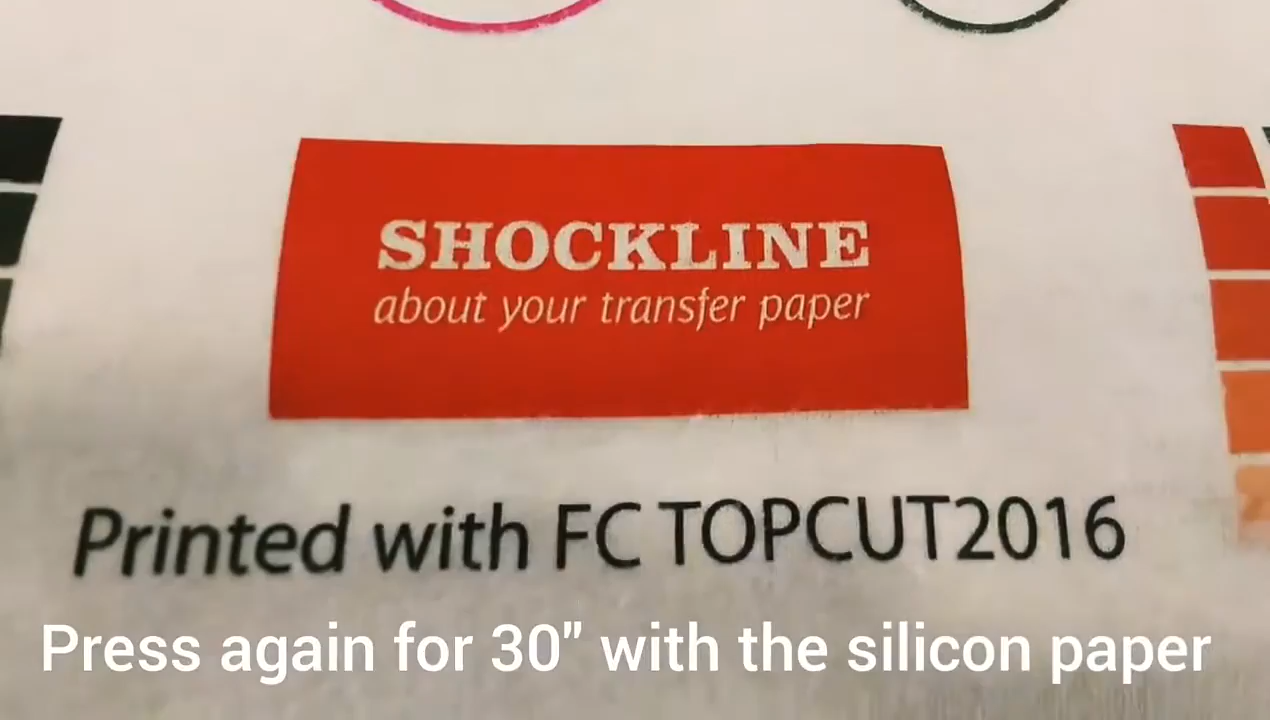 SHOCKLINE
about your transfer paper
Printed with FC TOPCUT2016
Press again for 30" with the silicon paper